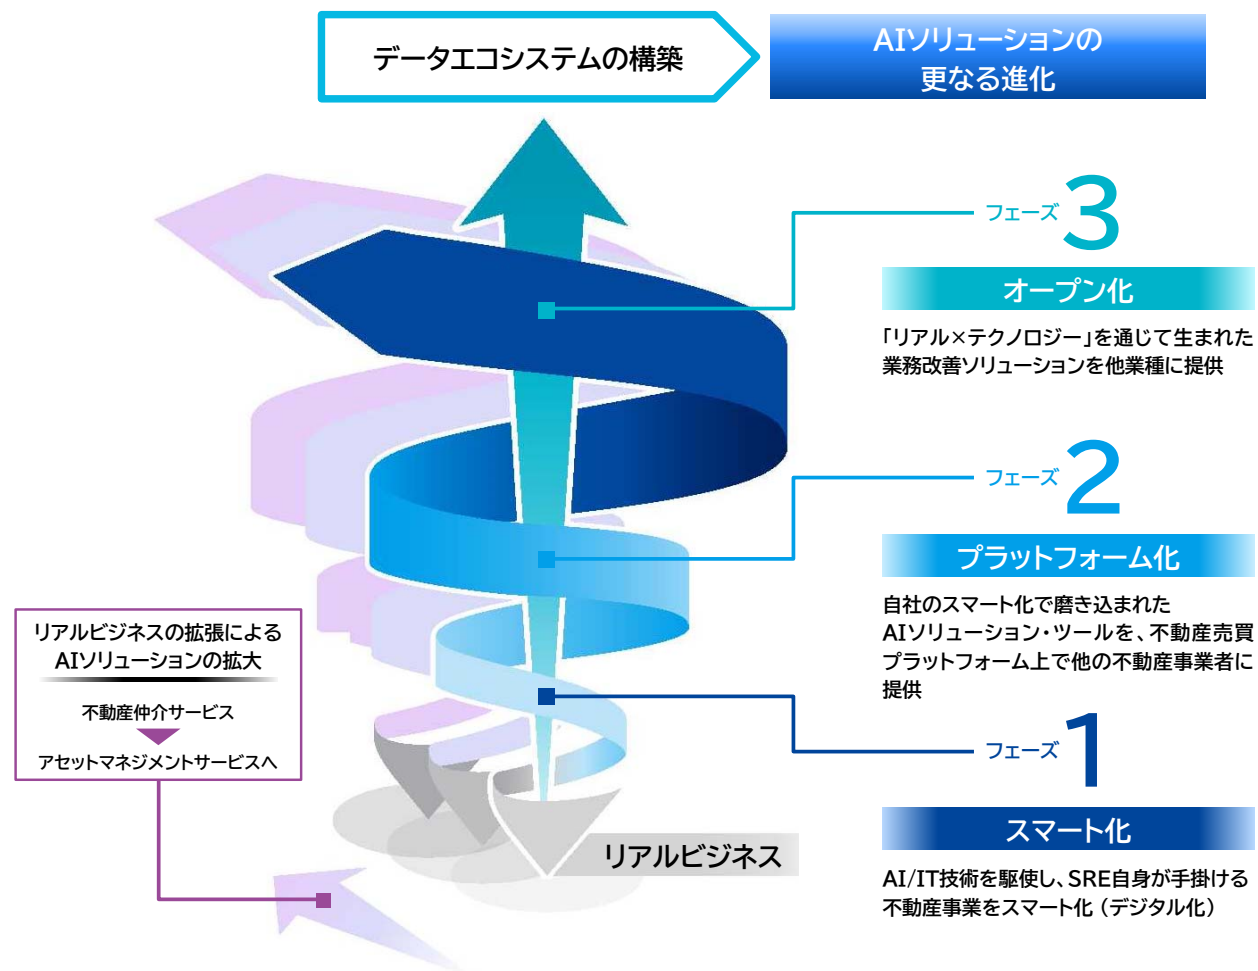 データエコシステムの構築
AIソリューションの
更なる進化
フェーズ 3
オープン化
「リアル×テクノロジー」を通じて生まれた
業務改善ソリューションを他業種に提供
フェーズ 2
プラットフォーム化
自社のスマート化で磨き込まれた
AIソリューション・ツールを、不動産売買
プラットフォーム上で他の不動産事業者に
提供
フェーズ 1
スマート化
AI/IT技術を駆使し、SRE自身が手掛ける
不動産事業をスマート化（デジタル化）
リアルビジネスの拡張による
AIソリューションの拡大
不動産仲介サービス
アセットマネジメントサービスへ
リアルビジネス